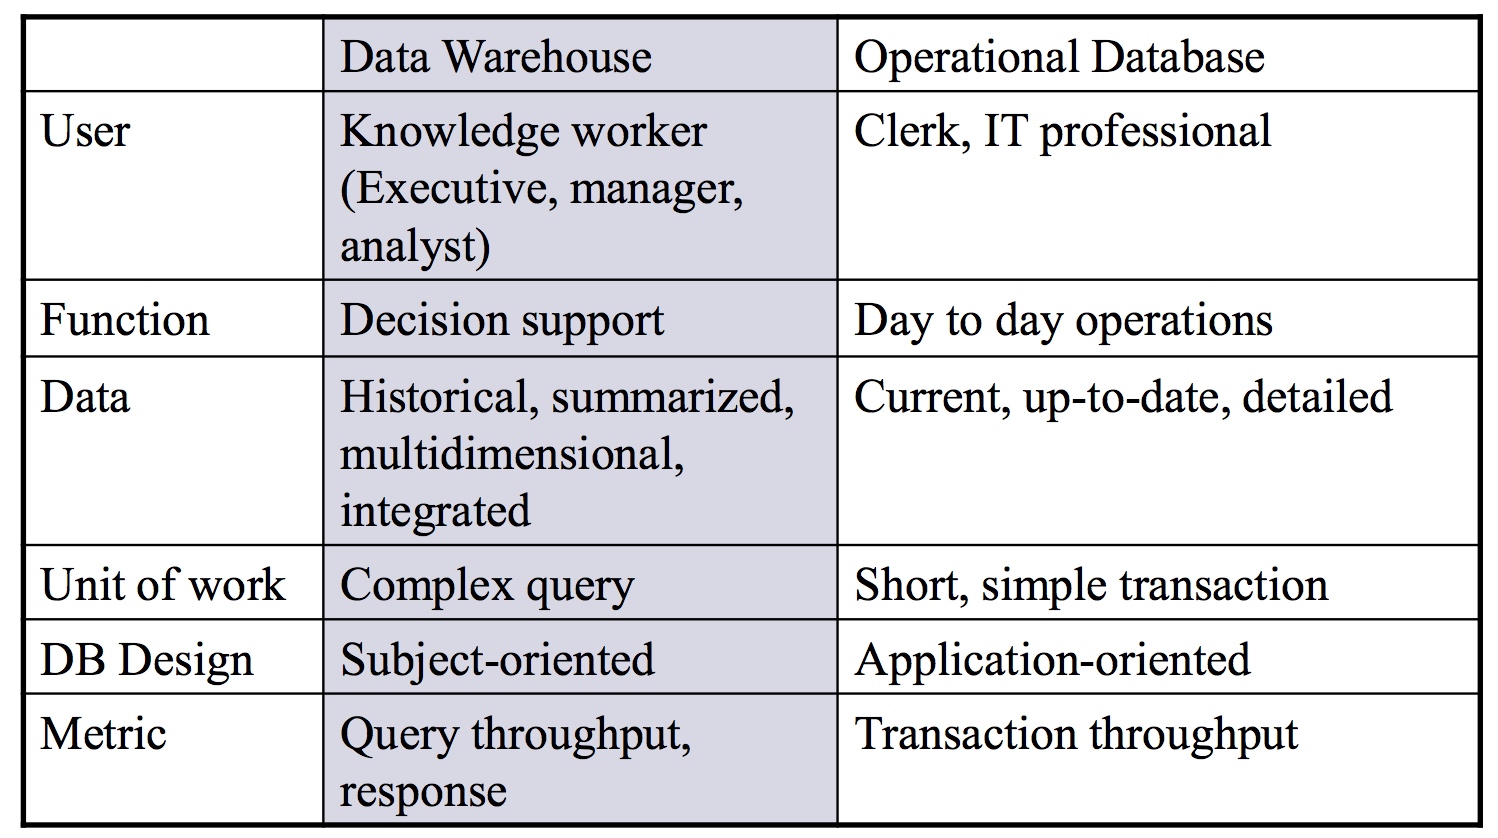 Data Warehouse
Operational Database
User
Knowledge worker
(Executive, manager,
analyst)
Clerk, IT professional
Function
Decision support
Day to day operations
Data
Historical, summarized,
multidimensional,
integrated
Current, up-to-date, detailed
Unit of work
Complex query
Short, simple transaction
DB Design
Subject-oriented
Application-oriented
Metric
Query throughput,
response
Transaction throughput